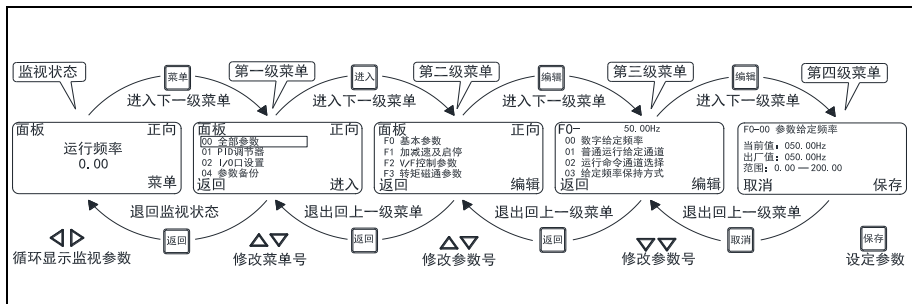 监视状态
菜单
进入下一级菜单
第一级菜单
进入
进入下一级菜单
第二级菜单
编辑
进入下一级菜单
第三级菜单
编辑
进入下一级菜单
第四级菜单
面板 正向
运行频率
0.00
菜单
面板 正向
00 全部参数
01 PID调节器
02 I/O口设置
04 参数备份
返回 进入
面板 正向
F0 基本参数
F1 加减速及启停
F2 V/F控制参数
F3 转矩磁通参数
返回 编辑
F0- 50.00Hz
00 数字给定频率
01 普通运行给定通道
02 运行命令通道选择
03 给定频率保持方式
返回 编辑
F0-00 参数给定频率
当前值：050.00Hz
出厂值：050.00Hz
范围：0.00—200.00
取消 保存
退回监视状态
返回
退出回上一级菜单
返回
退出回上一级菜单
返回
退出回上一级菜单
取消
循环显示监视参数
修改菜单号
修改参数号
修改参数号
保存
设定参数